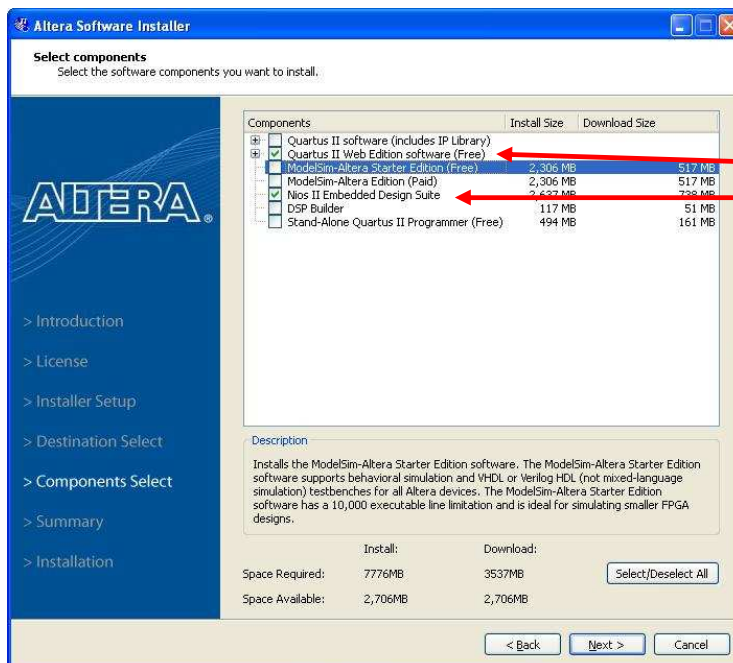 Altera Software Installer
Select components
Select the software components you want to install.
ALTERA®
> Introduction
> License
> Installer Setup
> Destination Select
> Components Select
> Summary
> Installation
Components Install Size Download Size
Quartus II software (includes IP Library)
Quartus II Web Edition software (Free)
ModelSim-Altera Starter Edition (Free) 2,306 MB 517 MB
ModelSim-Altera Edition (Paid) 2,306 MB 517 MB
Nios II Embedded Design Suite 2,637 MB 738 MB
DSP Builder 117 MB 51 MB
Stand-Alone Quartus II Programmer (Free) 494 MB 161 MB
Description
Installs the ModelSim-Altera Starter Edition software. The ModelSim-Altera Starter Edition
software supports behavioral simulation and VHDL or Verilog HDL (not mixed-language
simulation) testbenches for all Altera devices. The ModelSim-Altera Starter Edition
software has a 10,000 executable line limitation and is ideal for simulating smaller FPGA
designs.
Install: Download:
Space Required: 7776MB 3537MB
Select/Deselect All
Space Available: 2,706MB 2,706MB
< Back Next > Cancel